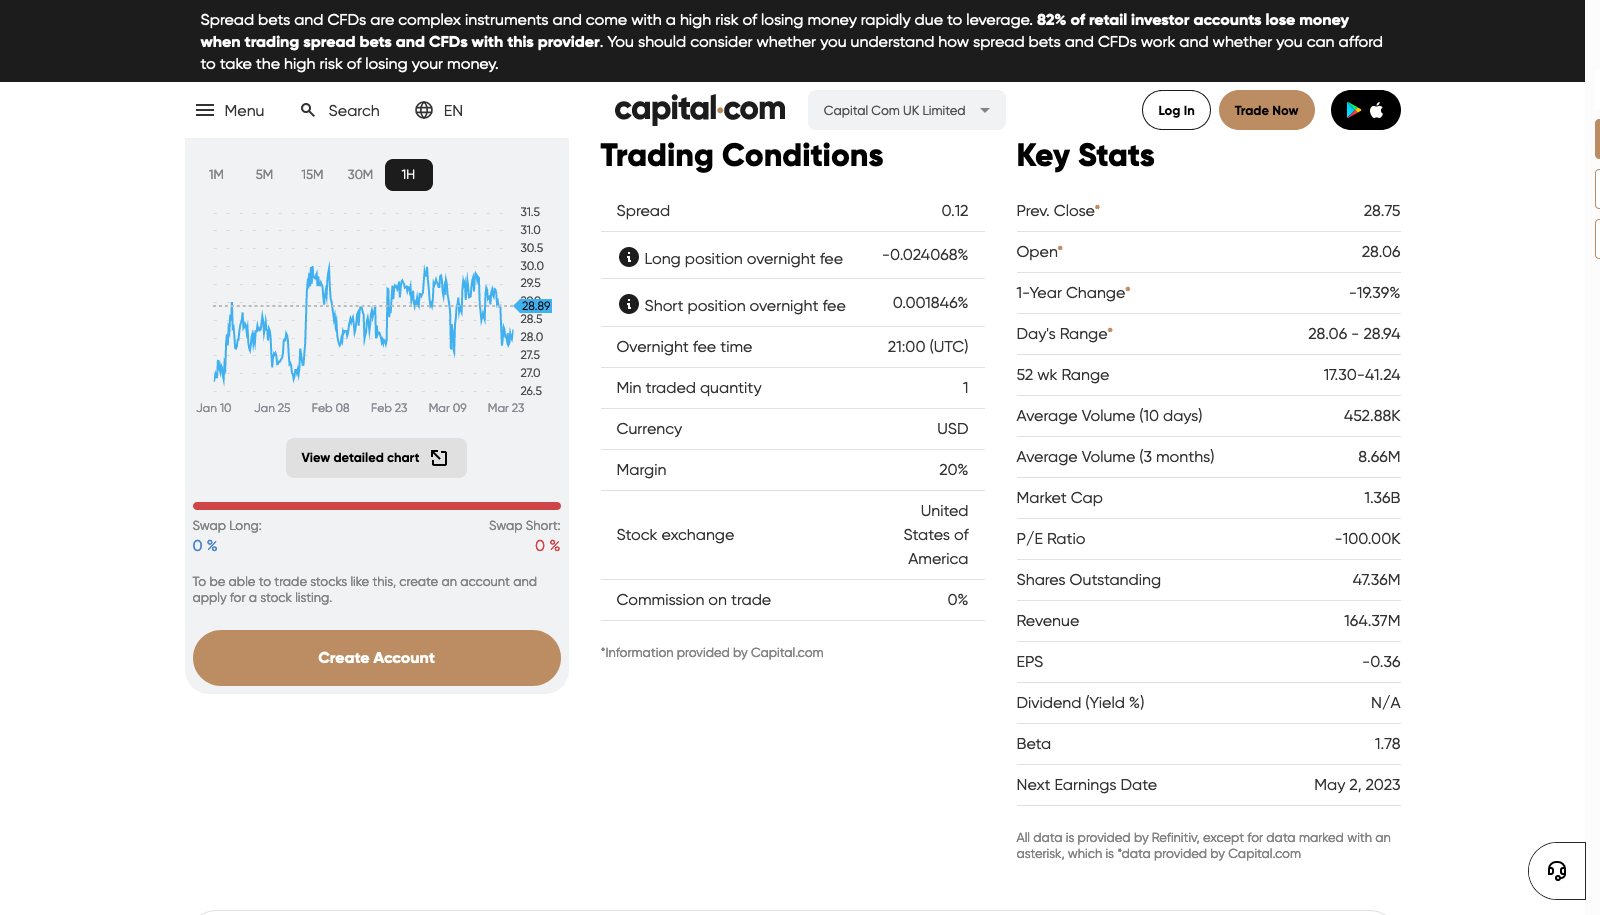 Spread bets and CFDs are complex instruments and come with a high risk of losing money rapidly due to leverage. 82% of retail investor accounts lose money
when trading spread bets and CFDs with this provider. You should consider whether you understand how spread bets and CFDs work and whether you can afford
to take the high risk of losing your money.
Menu Search EN capital.com Capital Com UK Limited Log In Trade Now
1M 5M 15M 30M 1H
31.5
31.0
30.5
30.0
29.5
28.89
28.5
28.0
27.5
27.0
26.5
Jan 10 Jan 25 Feb 08 Feb 23 Mar 09 Mar 23
View detailed chart
Swap Long: Swap Short:
0 % 0 %
To be able to trade stocks like this, create an account and
apply for a stock listing.
Create Account
Trading Conditions
Spread 0.12
Long position overnight fee -0.024068%
Short position overnight fee 0.001846%
Overnight fee time 21:00 (UTC)
Min traded quantity 1
Currency USD
Margin 20%
Stock exchange United
States of
America
Commission on trade 0%
*Information provided by Capital.com
Key Stats
Prev. Close* 28.75
Open* 28.06
1-Year Change* -19.39%
Day's Range* 28.06 - 28.94
52 wk Range 17.30-41.24
Average Volume (10 days) 452.88K
Average Volume (3 months) 8.66M
Market Cap 1.36B
P/E Ratio -100.00K
Shares Outstanding 47.36M
Revenue 164.37M
EPS -0.36
Dividend (Yield %) N/A
Beta 1.78
Next Earnings Date May 2, 2023
All data is provided by Refinitiv, except for data marked with an
asterisk, which is *data provided by Capital.com